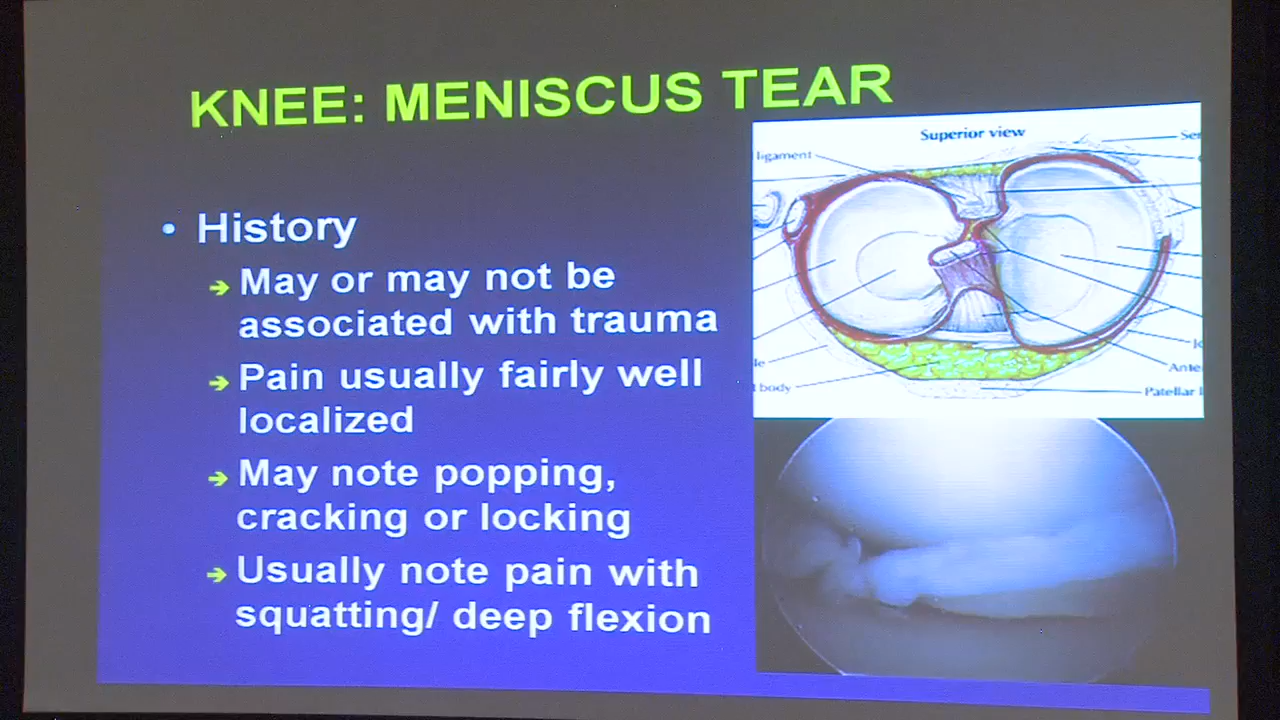 KNEE: MENISCUS TEAR
• History
→ May or may not be
associated with trauma
→ Pain usually fairly well
localized
→ May note popping,
cracking or locking
→ Usually note pain with
squatting/ deep flexion
Superior view
ligament
body
Patellar